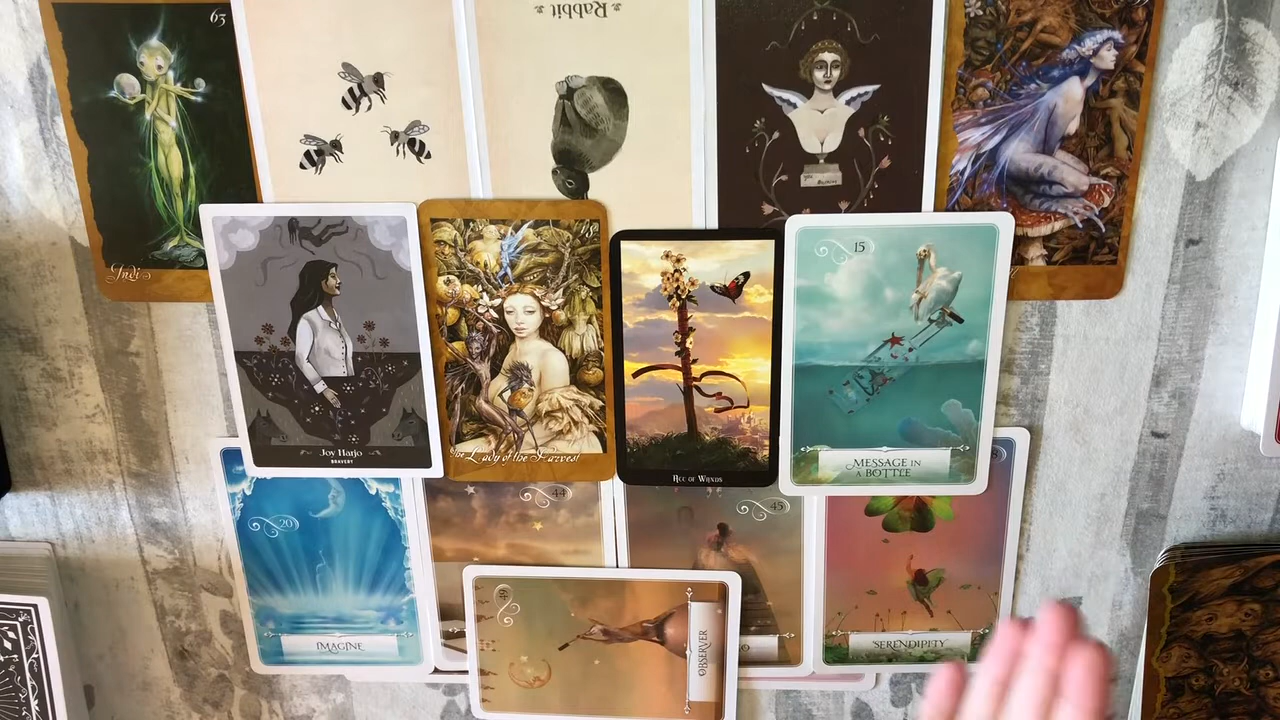 63
Rabbit
Indi
Joy Harjo
BRAVERY
18
The Lady of the Harvest
ACE OF WANDS
15
MESSAGE IN
A BOTTLE
20
IMAGINE
44
45
SERENDIPITY
OBSERVER